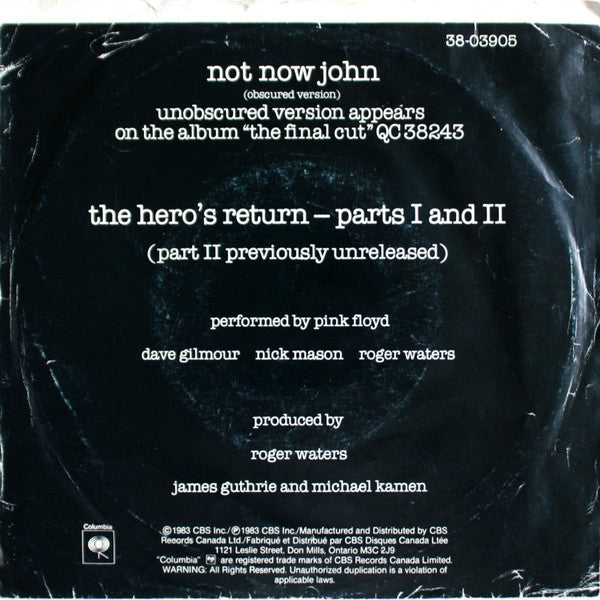 38-03905
not now john
(obscured version)
unobscured version appears
on the album "the final cut" QC 38243
the hero's return – parts I and II
(part II previously unreleased)
performed by pink floyd
dave gilmour nick mason roger waters
produced by
roger waters
james guthrie and michael kamen
Columbia
©1983 CBS Inc./℗1983 CBS Inc./Manufactured and Distributed by CBS
Records Canada Ltd./Fabriqué et Distribué par CBS Disques Canada Ltée
1121 Leslie Street, Don Mills, Ontario M3C 2J9
"Columbia" are registered trade marks of CBS Records Canada Limited.
WARNING: All Rights Reserved. Unauthorized duplication is a violation of
applicable laws.